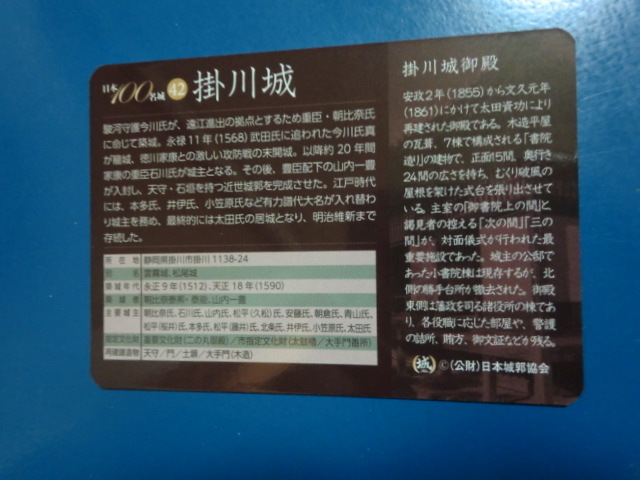 日本100名城 42 掛川城
駿河守護今川氏が、遠江進出の拠点とするため重臣・朝比奈氏
に命じて築城。永禄11年(1568)武田氏に追われた今川氏真
が籠城、徳川家康との激しい攻防戦の末開城。以降約20年間
家康の重臣石川氏が城主となる。その後、豊臣配下の山内一豊
が入封し、天守・石垣を持つ近世城郭を完成させた。江戸時代
には、本多氏、井伊氏、小笠原氏など有力譜代大名が入れ替わ
り城主を務め、最終的には太田氏の居城となり、明治維新まで
存続した。
所在地 静岡県掛川市掛川1138-24
別名 雲霧城、松尾城
築城年代 永正9年(1512)、天正18年(1590)
築城者 朝比奈泰熙・泰能、山内一豊
主要城主 朝比奈氏、石川氏、山内氏、松平(久松)氏、安藤氏、朝倉氏、青山氏、
松平(桜井)氏、本多氏、松平(藤井)氏、北条氏、井伊氏、小笠原氏、太田氏
指定文化財 重要文化財(二の丸御殿)/市指定文化財(太鼓櫓/大手門番所)
再建建造物 天守/門/土塀/大手門(木造)
掛川城御殿
安政2年(1855)から文久元年
(1861)にかけて太田資功により
再建された御殿である。木造平屋
の瓦葺、7棟で構成される「書院
造り」の建物で、正面15間、奥行き
24間の広さを持ち、むくり破風の
屋根を架けた式台を張り出させて
いる。主室の「御書院上の間」と
謁見者の控える「次の間」「三の
間」が、対面儀式が行われた最
重要施設であった。城主の公邸で
あった小書院棟は現存するが、北
側の勝手台所が撤去された。御殿
東側は藩政を司る諸役所の棟であ
り、各役職に応じた部屋や、警護
の詰所、賄方、御文証などが残る。
城 ©(公財)日本城郭協会